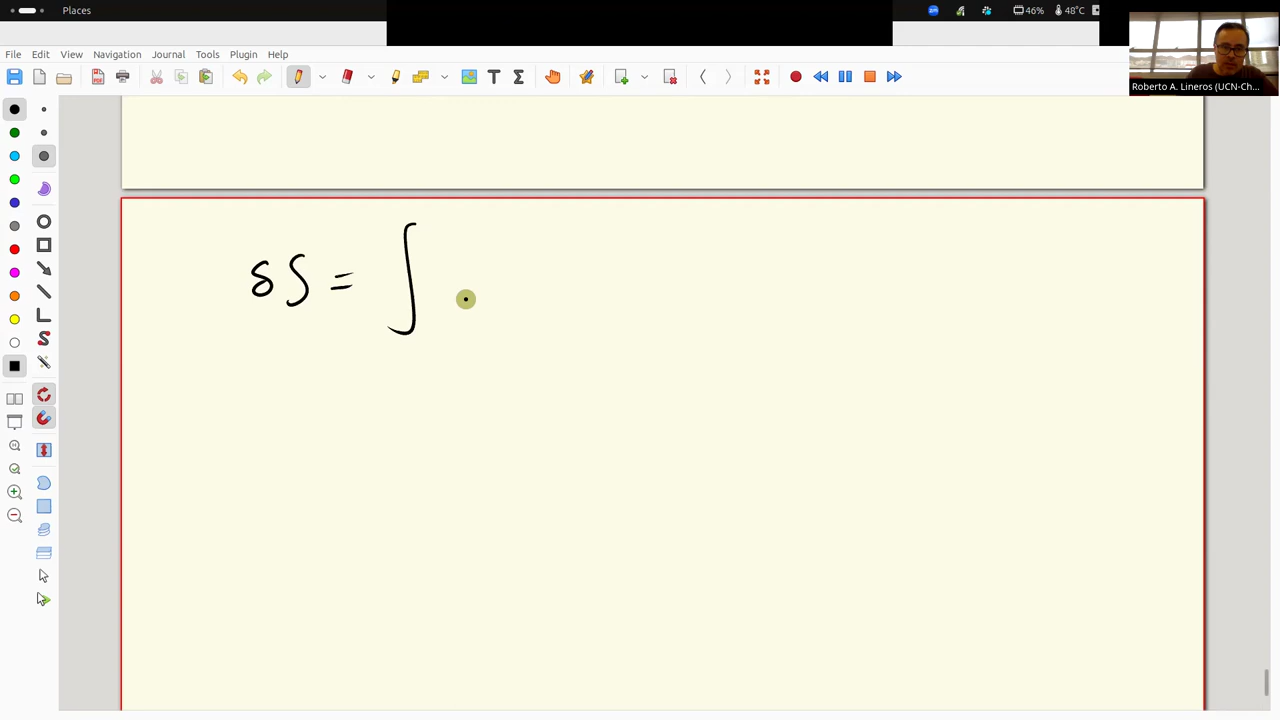 Places
46%
48°C
File Edit View Navigation Journal Tools Plugin Help
Roberto A. Lineros (UCN-Ch...
δS = ∫